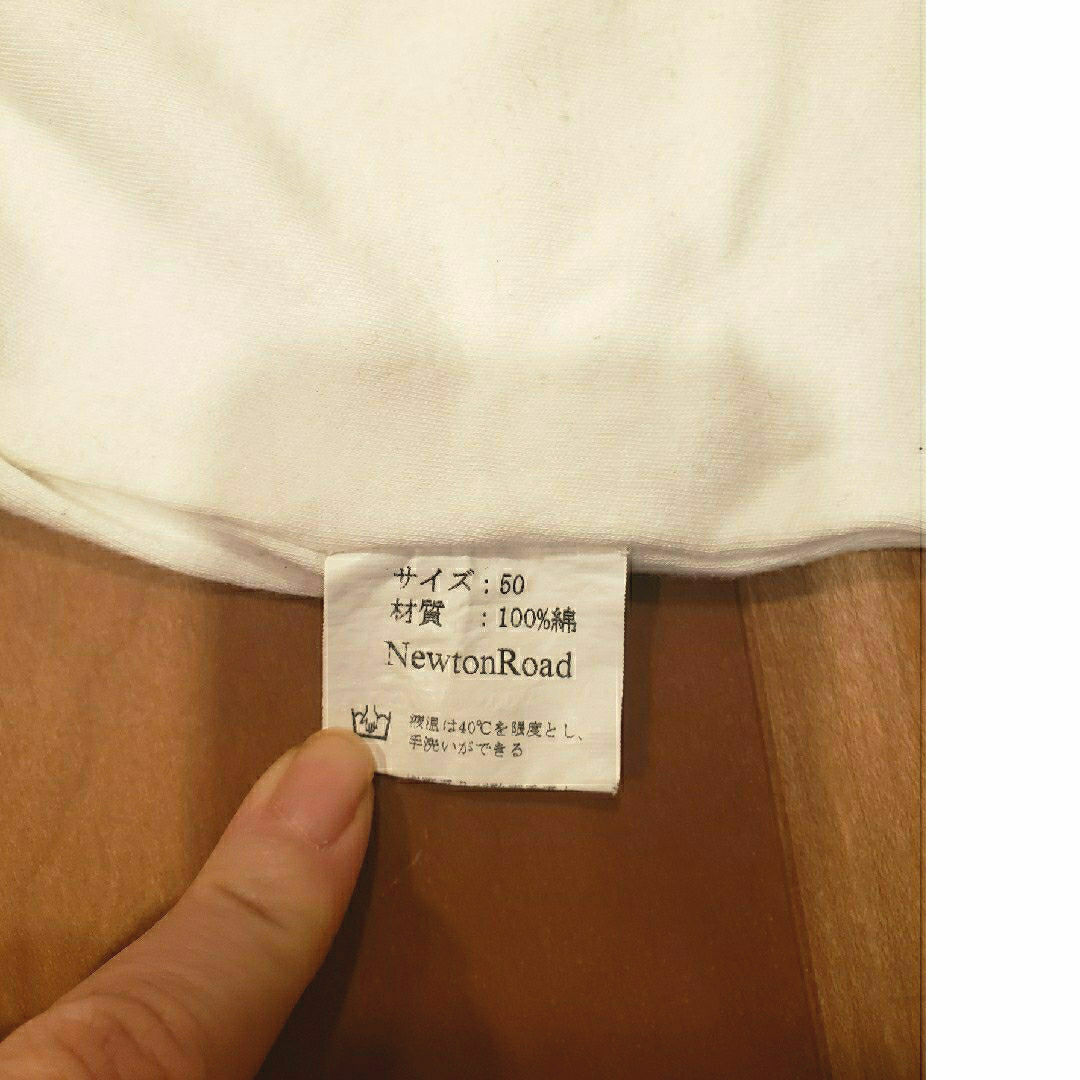 サイズ : 50
材質 : 100%綿
NewtonRoad
液温は40℃を限度とし、
手洗いができる